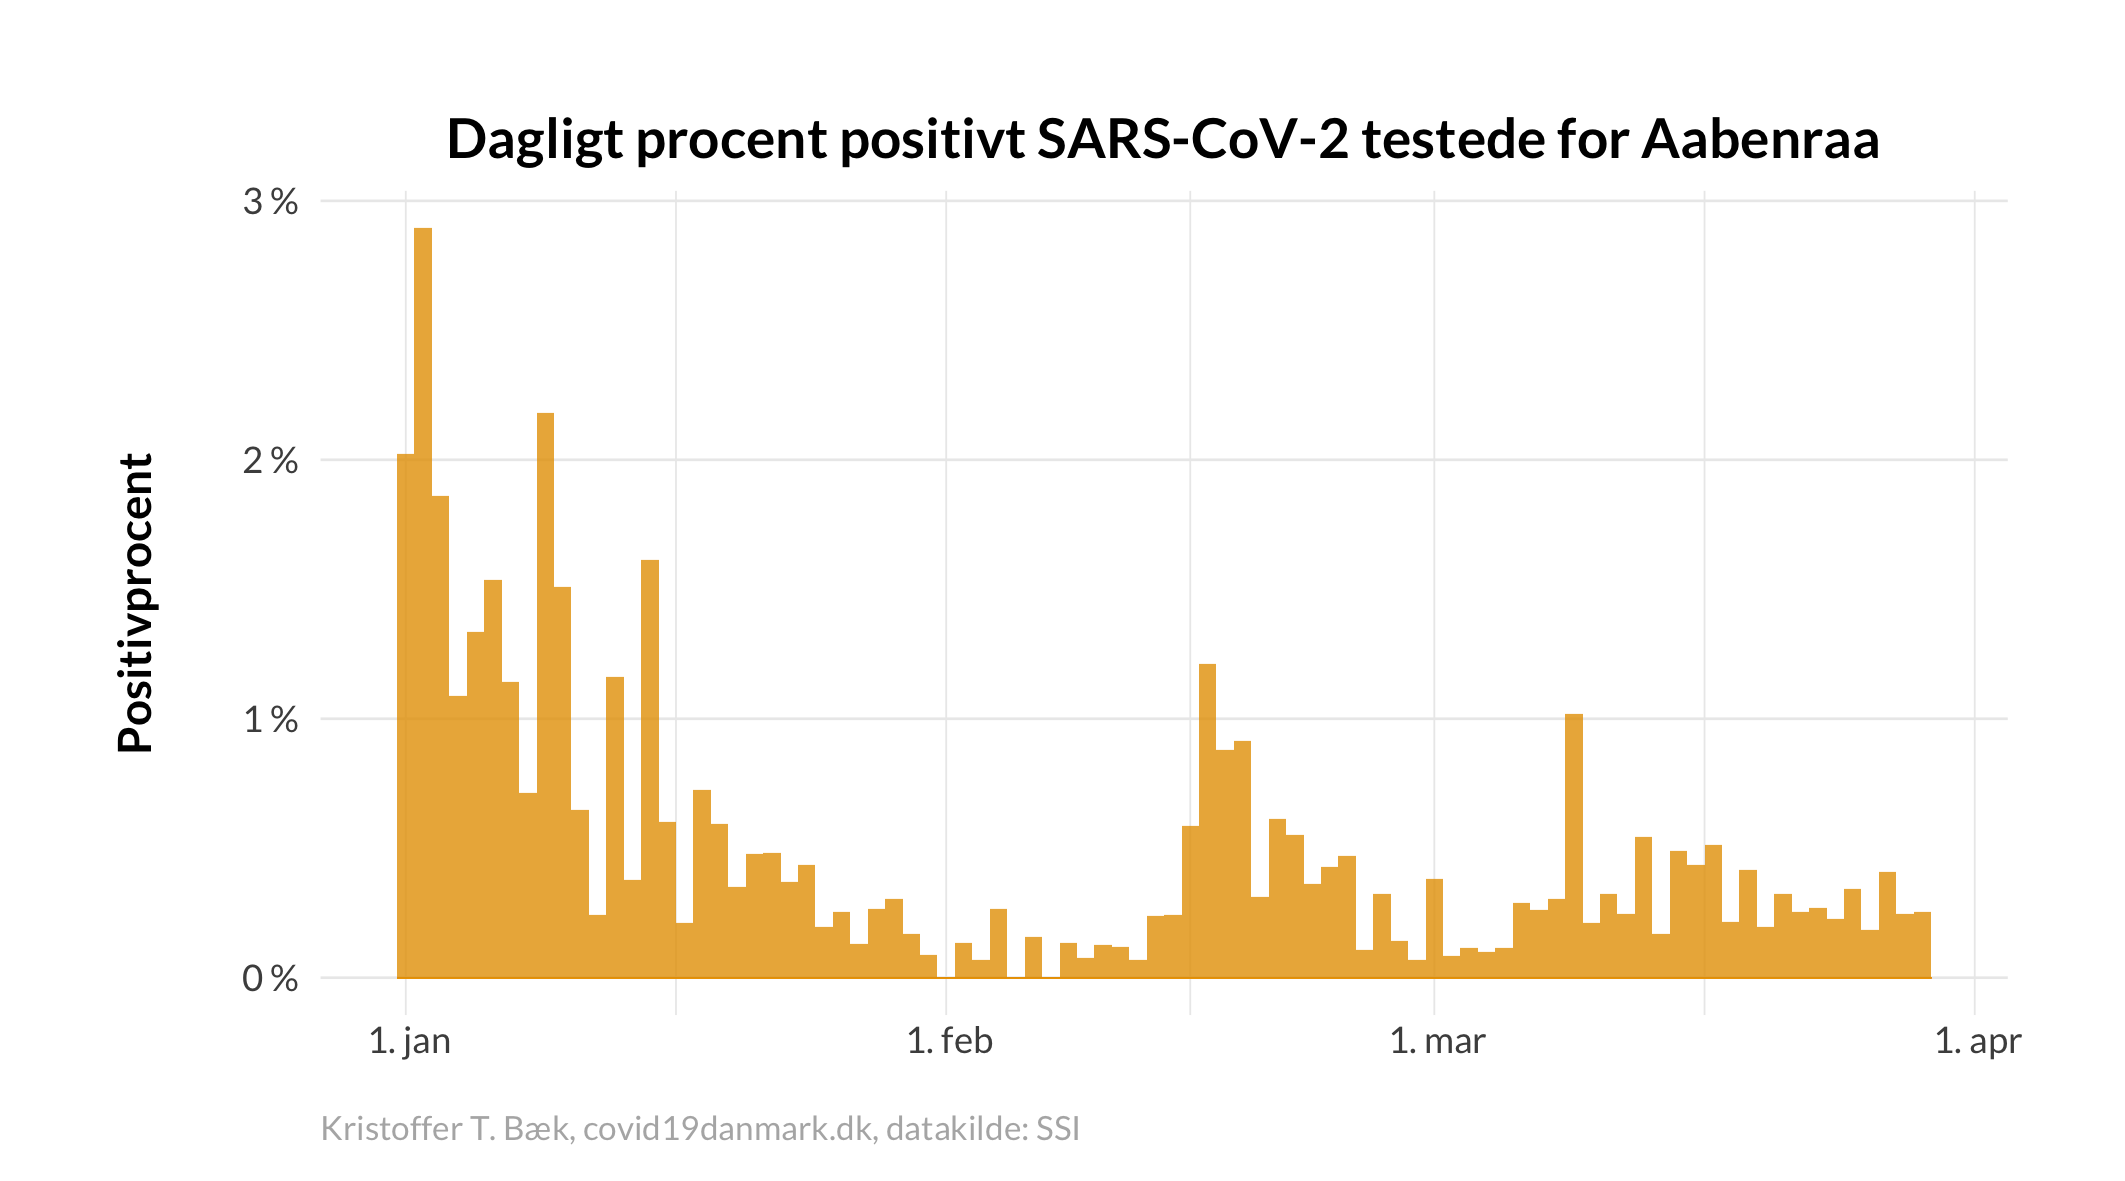 Dagligt procent positivt SARS-CoV-2 testede for Aabenraa
Positivprocent
3 %
2 %
1 %
0 %
1. jan
1. feb
1. mar
1. apr
Kristoffer T. Bæk, covid19danmark.dk, datakilde: SSI